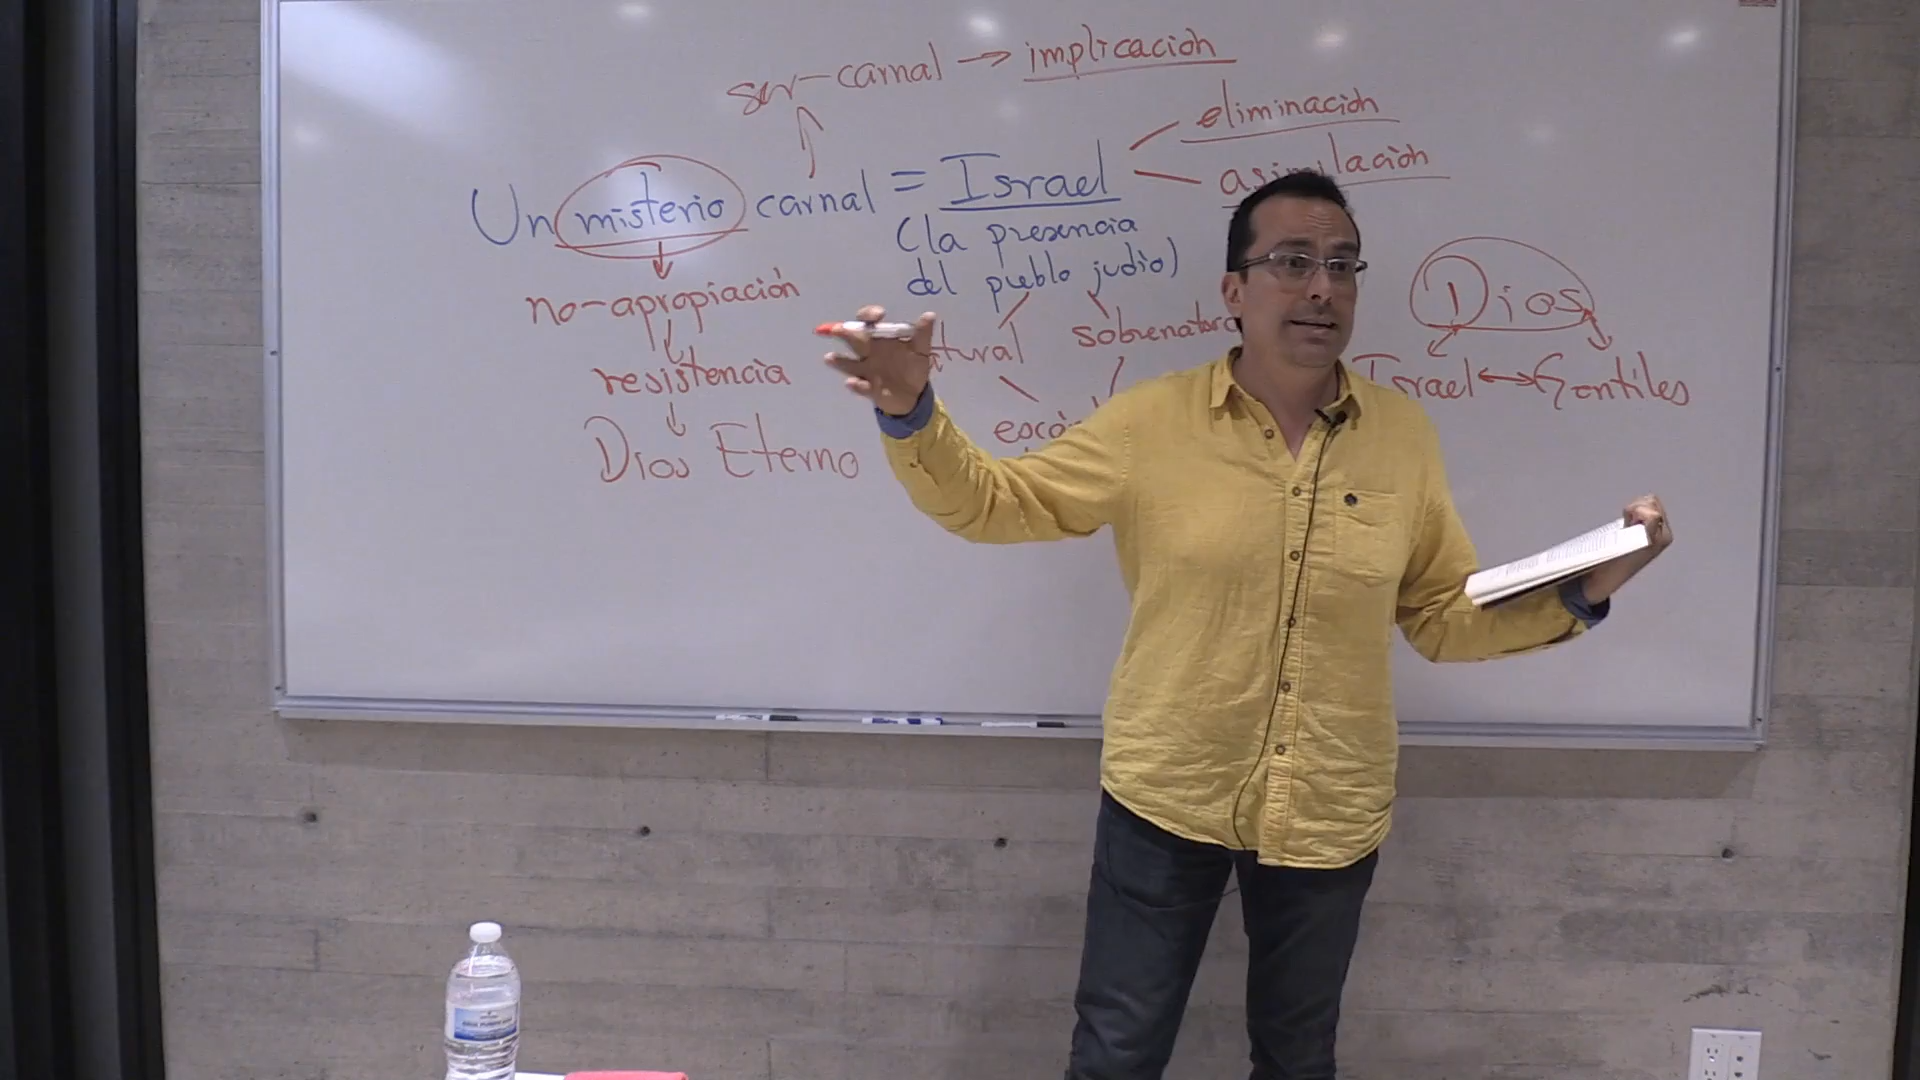 ser-carnal → implicación
eliminación
asimilación
Un misterio carnal = Israel
(la presencia
del pueblo judío)
no-apropiación
sobrenatura
Dios
resistencia
Israel ↔ Gentiles
Dios Eterno